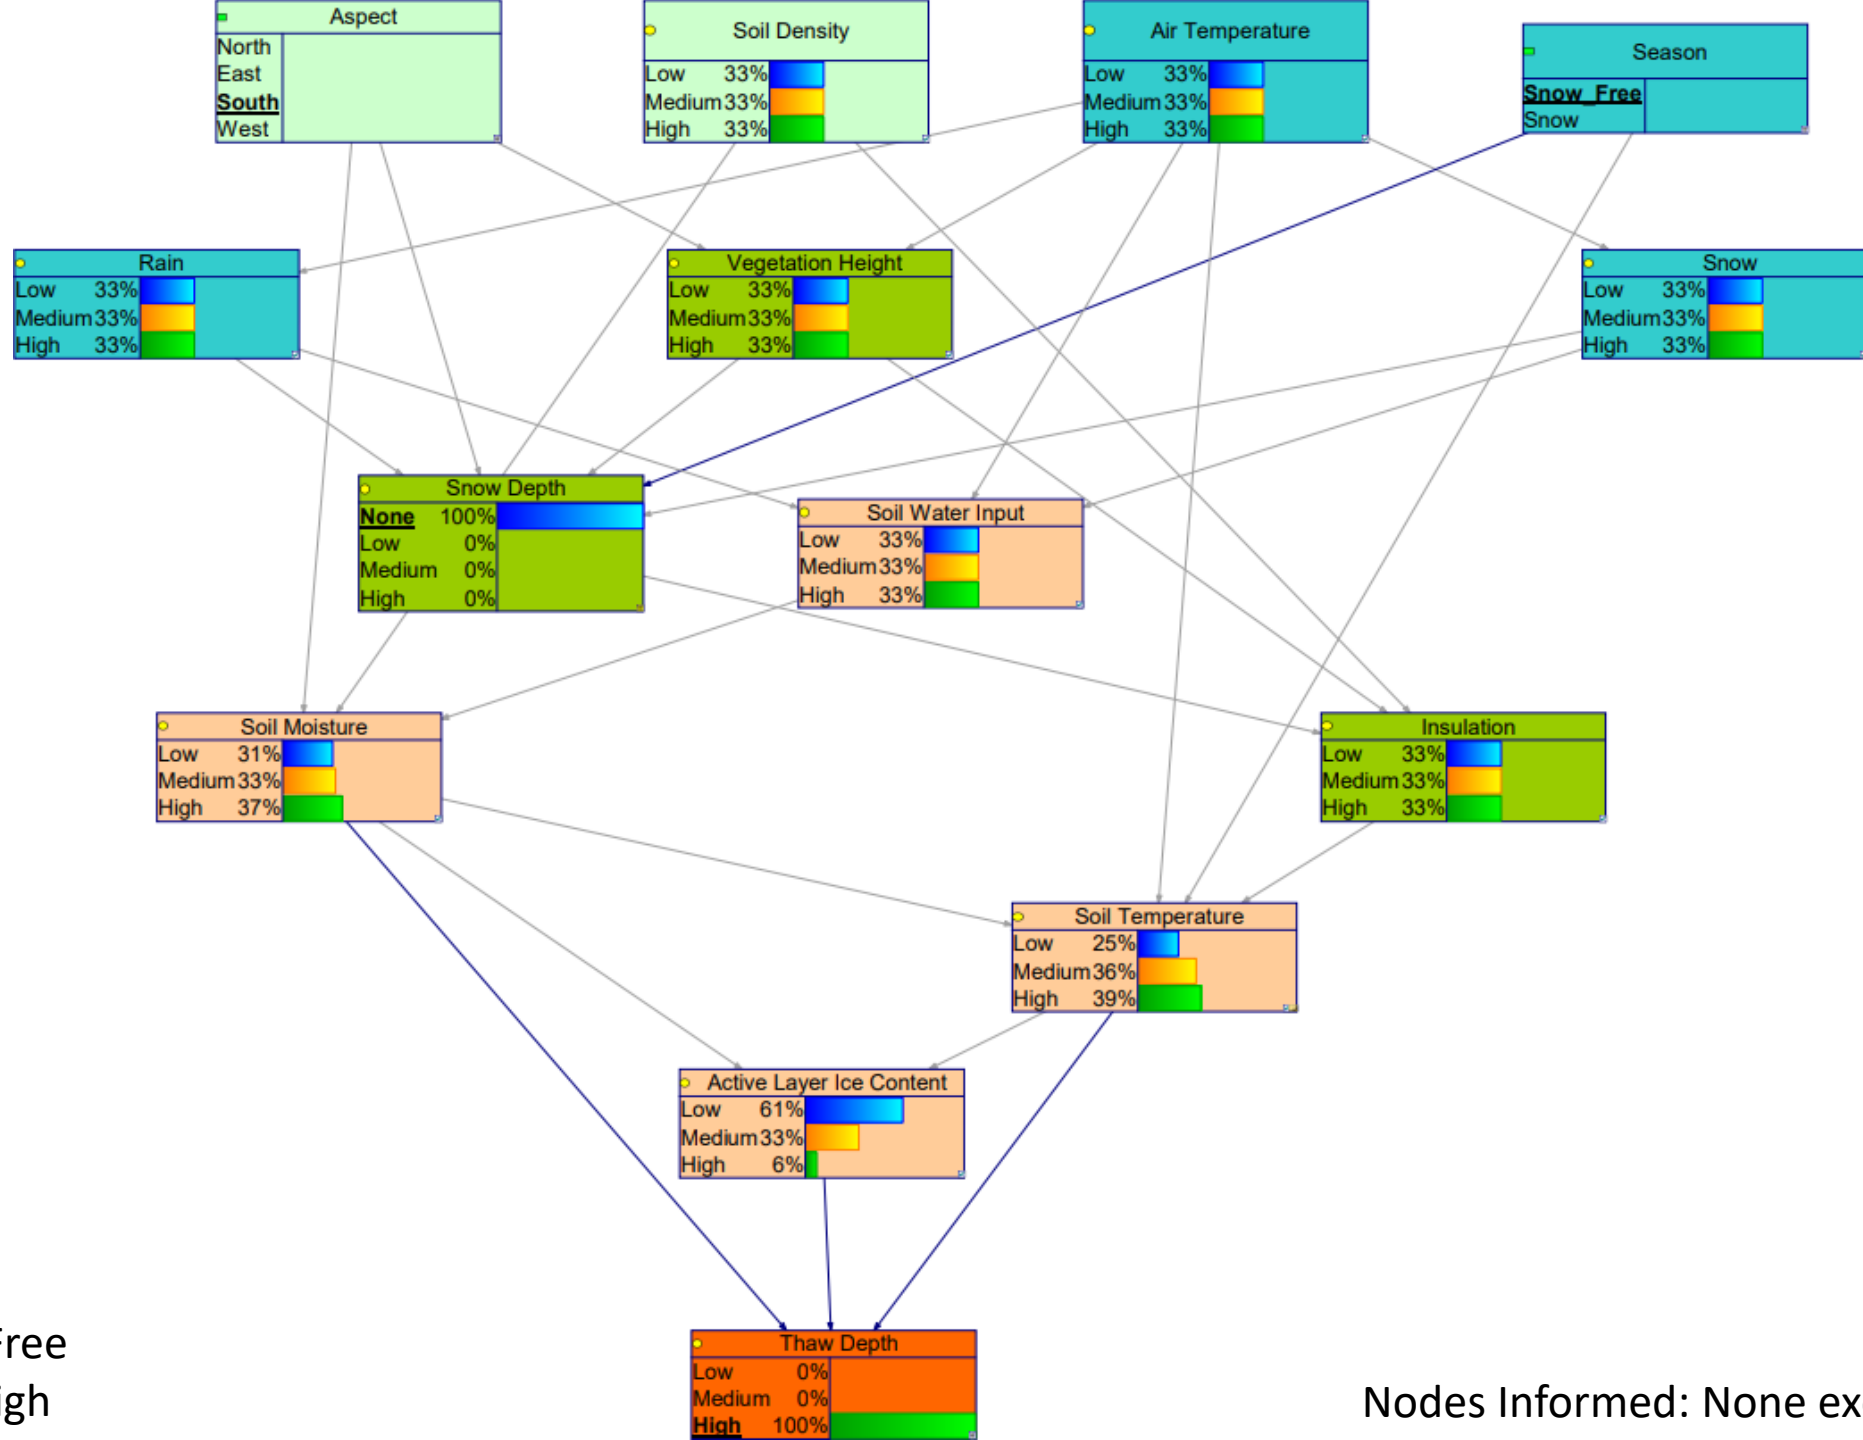 Aspect
North
East
South
West
Soil Density
Low 33%
Medium 33%
High 33%
Air Temperature
Low 33%
Medium 33%
High 33%
Season
Snow_Free
Snow
Rain
Low 33%
Medium 33%
High 33%
Vegetation Height
Low 33%
Medium 33%
High 33%
Snow
Low 33%
Medium 33%
High 33%
Snow Depth
None 100%
Low 0%
Medium 0%
High 0%
Soil Water Input
Low 33%
Medium 33%
High 33%
Soil Moisture
Low 31%
Medium 33%
High 37%
Insulation
Low 33%
Medium 33%
High 33%
Soil Temperature
Low 25%
Medium 36%
High 39%
Active Layer Ice Content
Low 61%
Medium 33%
High 6%
Thaw Depth
Low 0%
Medium 0%
High 100%
Free
igh
Nodes Informed: None ex